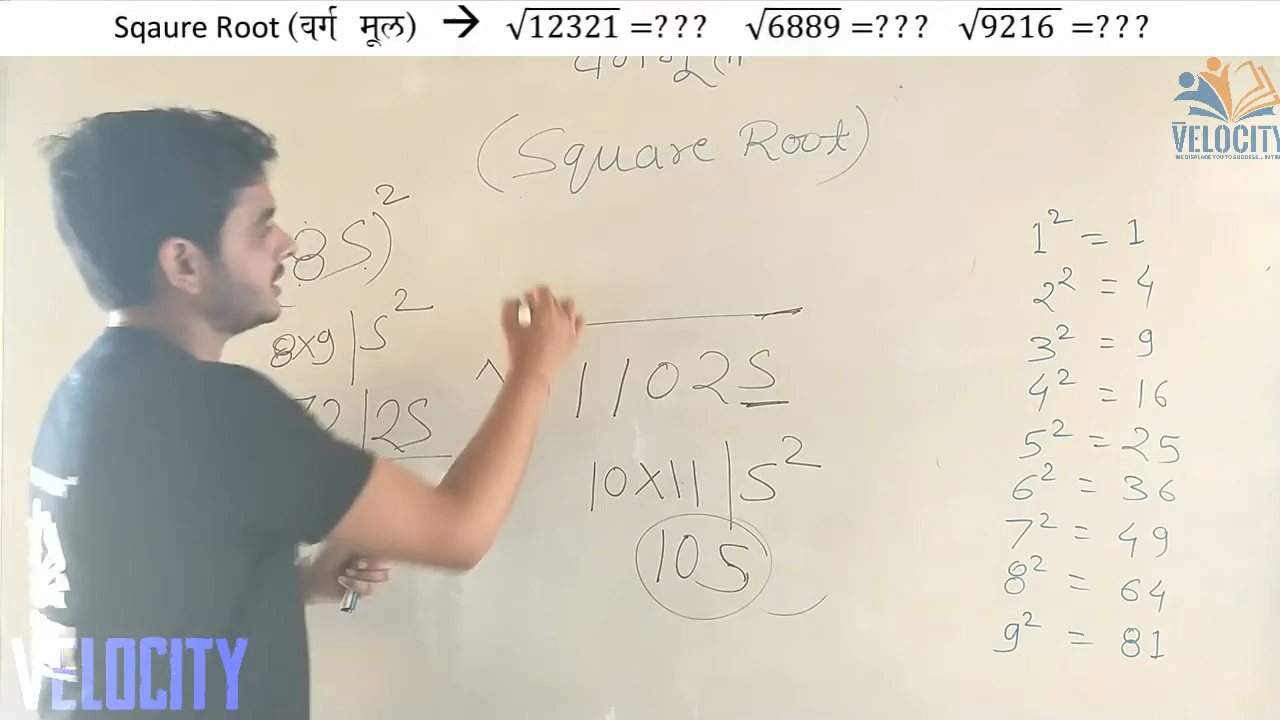 Sqaure Root (वर्ग मूल) → √12321 =??? √6889 =??? √9216 =???
(Square Root)
85)²
8x9|5²
72|25
11025
10x11|5²
105
1² = 1
2² = 4
3² = 9
4² = 16
5² = 25
6² = 36
7² = 49
8² = 64
9² = 81
VELOCITY
VELOCITY